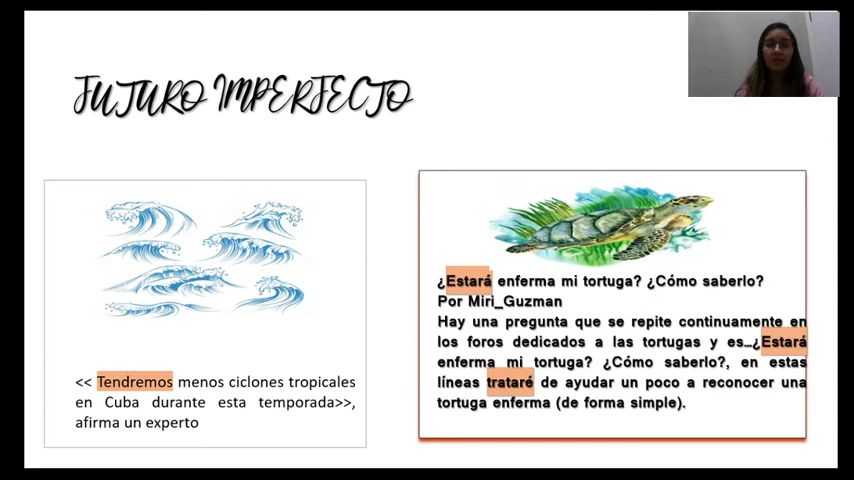 FUTURO IMPERFECTO
<< Tendremos menos ciclones tropicales
en Cuba durante esta temporada>>,
afirma un experto
¿Estará enferma mi tortuga? ¿Cómo saberlo?
Por Miri_Guzman
Hay una pregunta que se repite continuamente en
los foros dedicados a las tortugas y es…¿Estará
enferma mi tortuga? ¿Cómo saberlo?, en estas
líneas trataré de ayudar un poco a reconocer una
tortuga enferma (de forma simple).